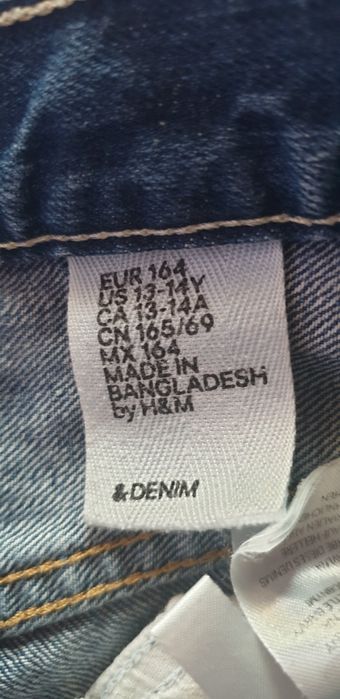 EUR 164
US 13-14Y
CA 13-14A
CN 165/69
MX 164
MADE IN
BANGLADESH
by H&M
&DENIM